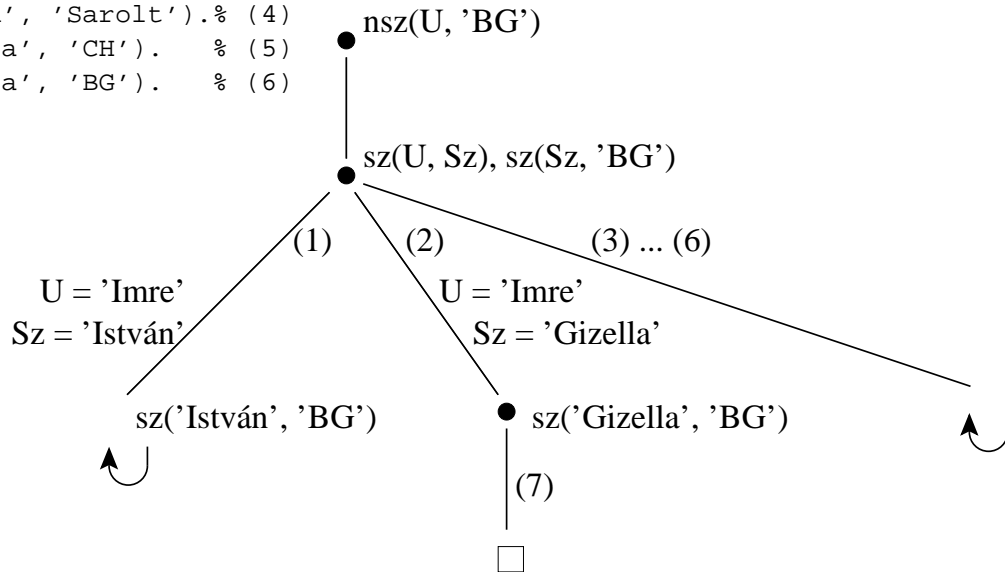 ', 'Sarolt').% (4)
a', 'CH'). % (5)
a', 'BG'). % (6)
nsz(U, ’BG’)
sz(U, Sz), sz(Sz, ’BG’)
(1) (2) (3) ... (6)
U = ’Imre’ U = ’Imre’
Sz = ’István’ Sz = ’Gizella’
sz(’István’, ’BG’) sz(’Gizella’, ’BG’)
(7)